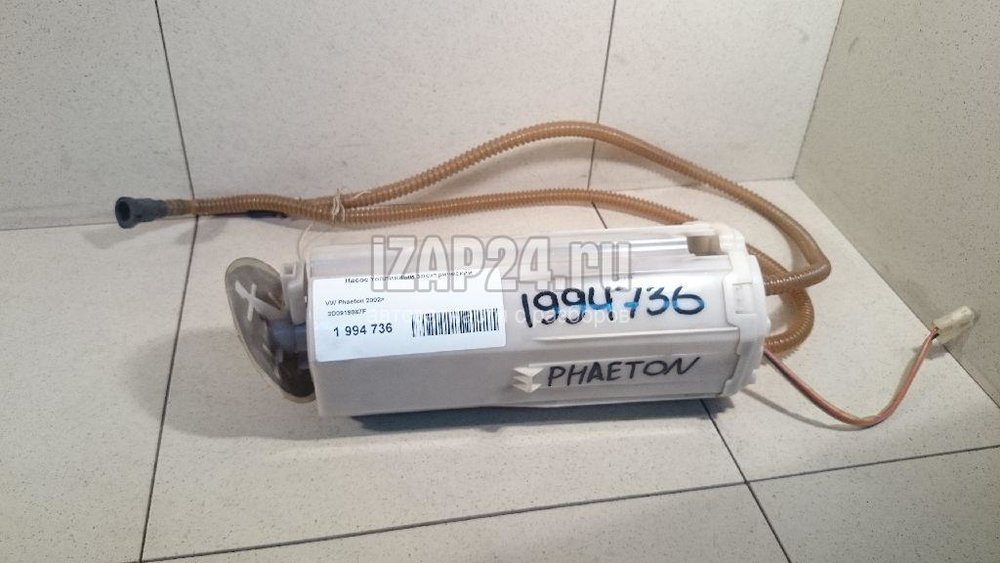 iZAP24.ru
Насос топливный электрический
VW Phaeton 2002>
3D0919087F
1 994 736
1994736
PHAETON